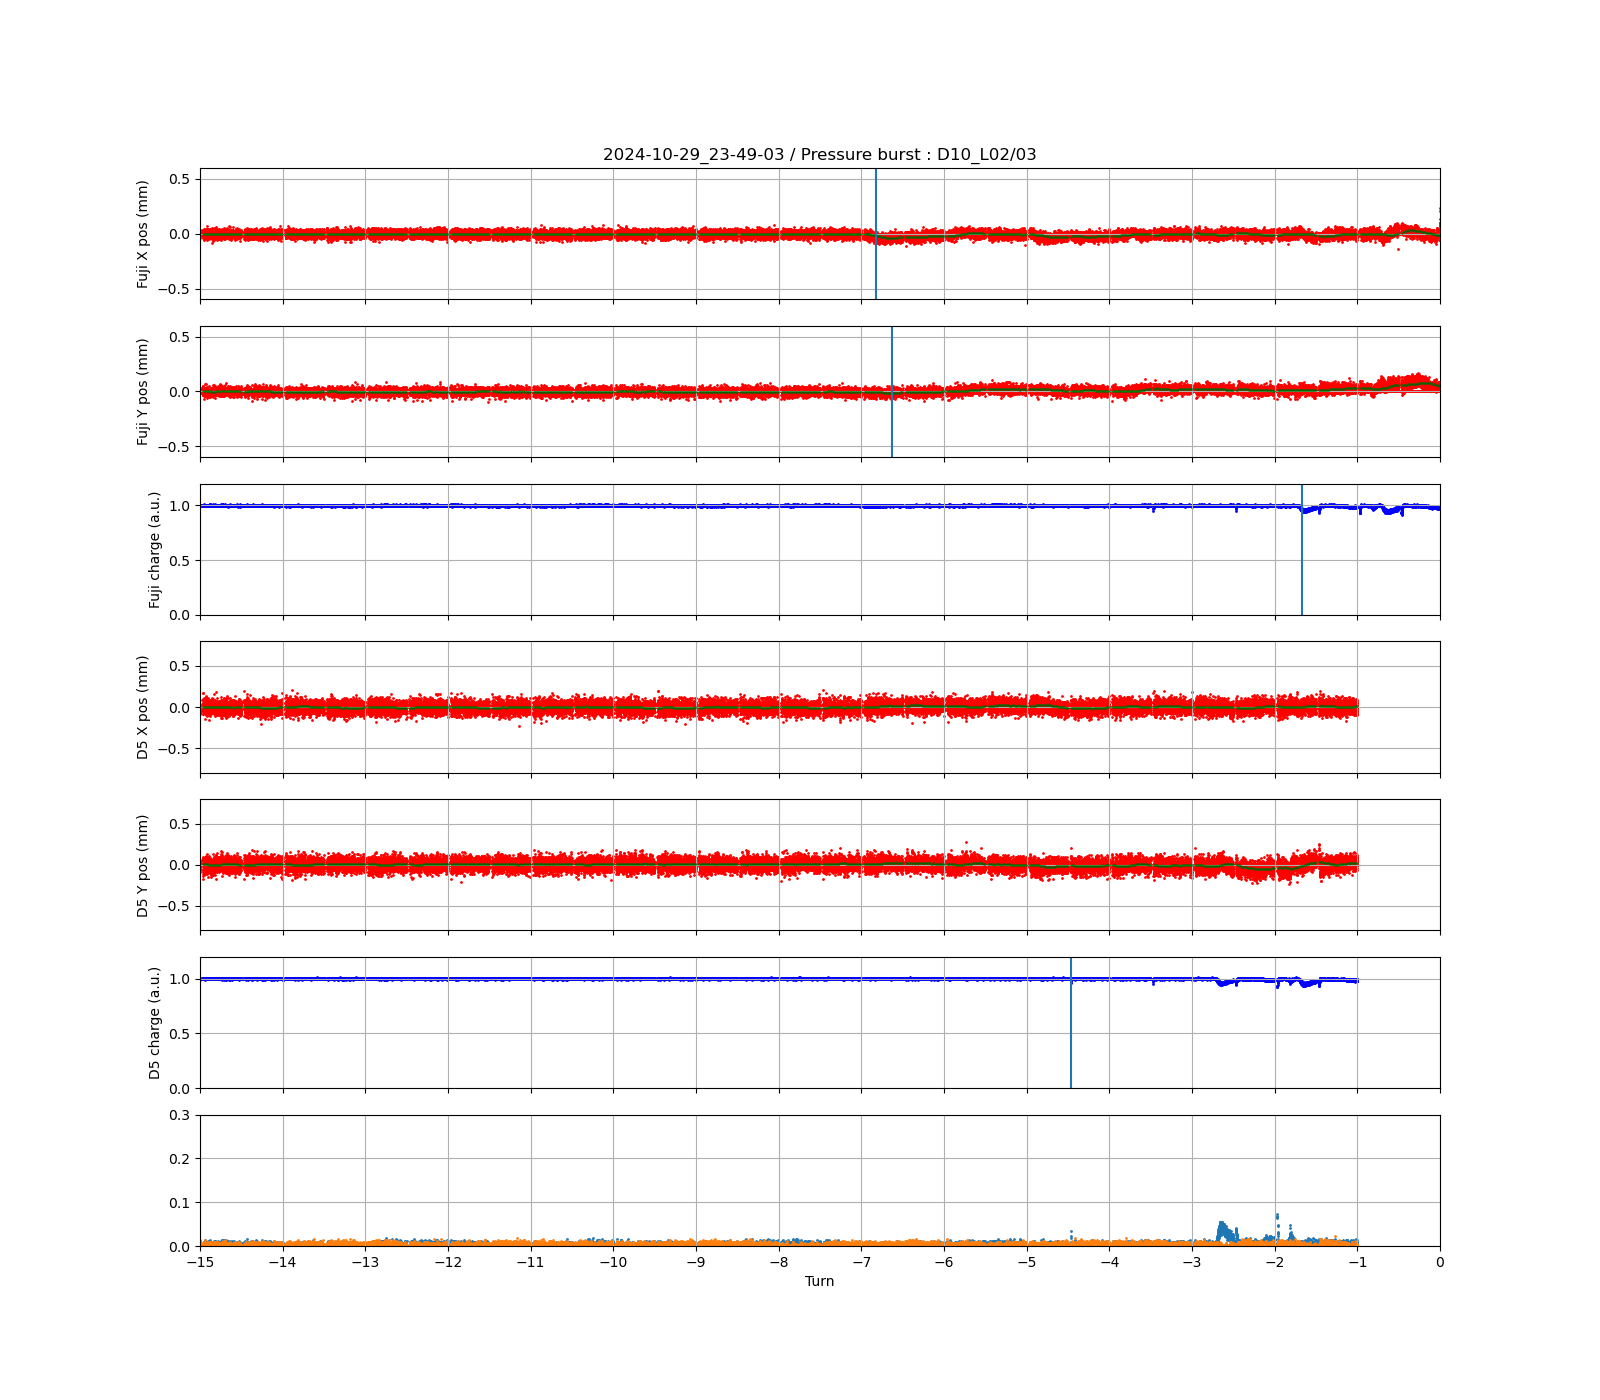 2024-10-29_23-49-03 / Pressure burst : D10_L02/03
Fuji X pos (mm)
0.5
0.0
−0.5
Fuji Y pos (mm)
0.5
0.0
−0.5
Fuji charge (a.u.)
1.0
0.5
0.0
D5 X pos (mm)
0.5
0.0
−0.5
D5 Y pos (mm)
0.5
0.0
−0.5
D5 charge (a.u.)
1.0
0.5
0.0
0.3
0.2
0.1
0.0
−15 −14 −13 −12 −11 −10 −9 −8 −7 −6 −5 −4 −3 −2 −1 0
Turn